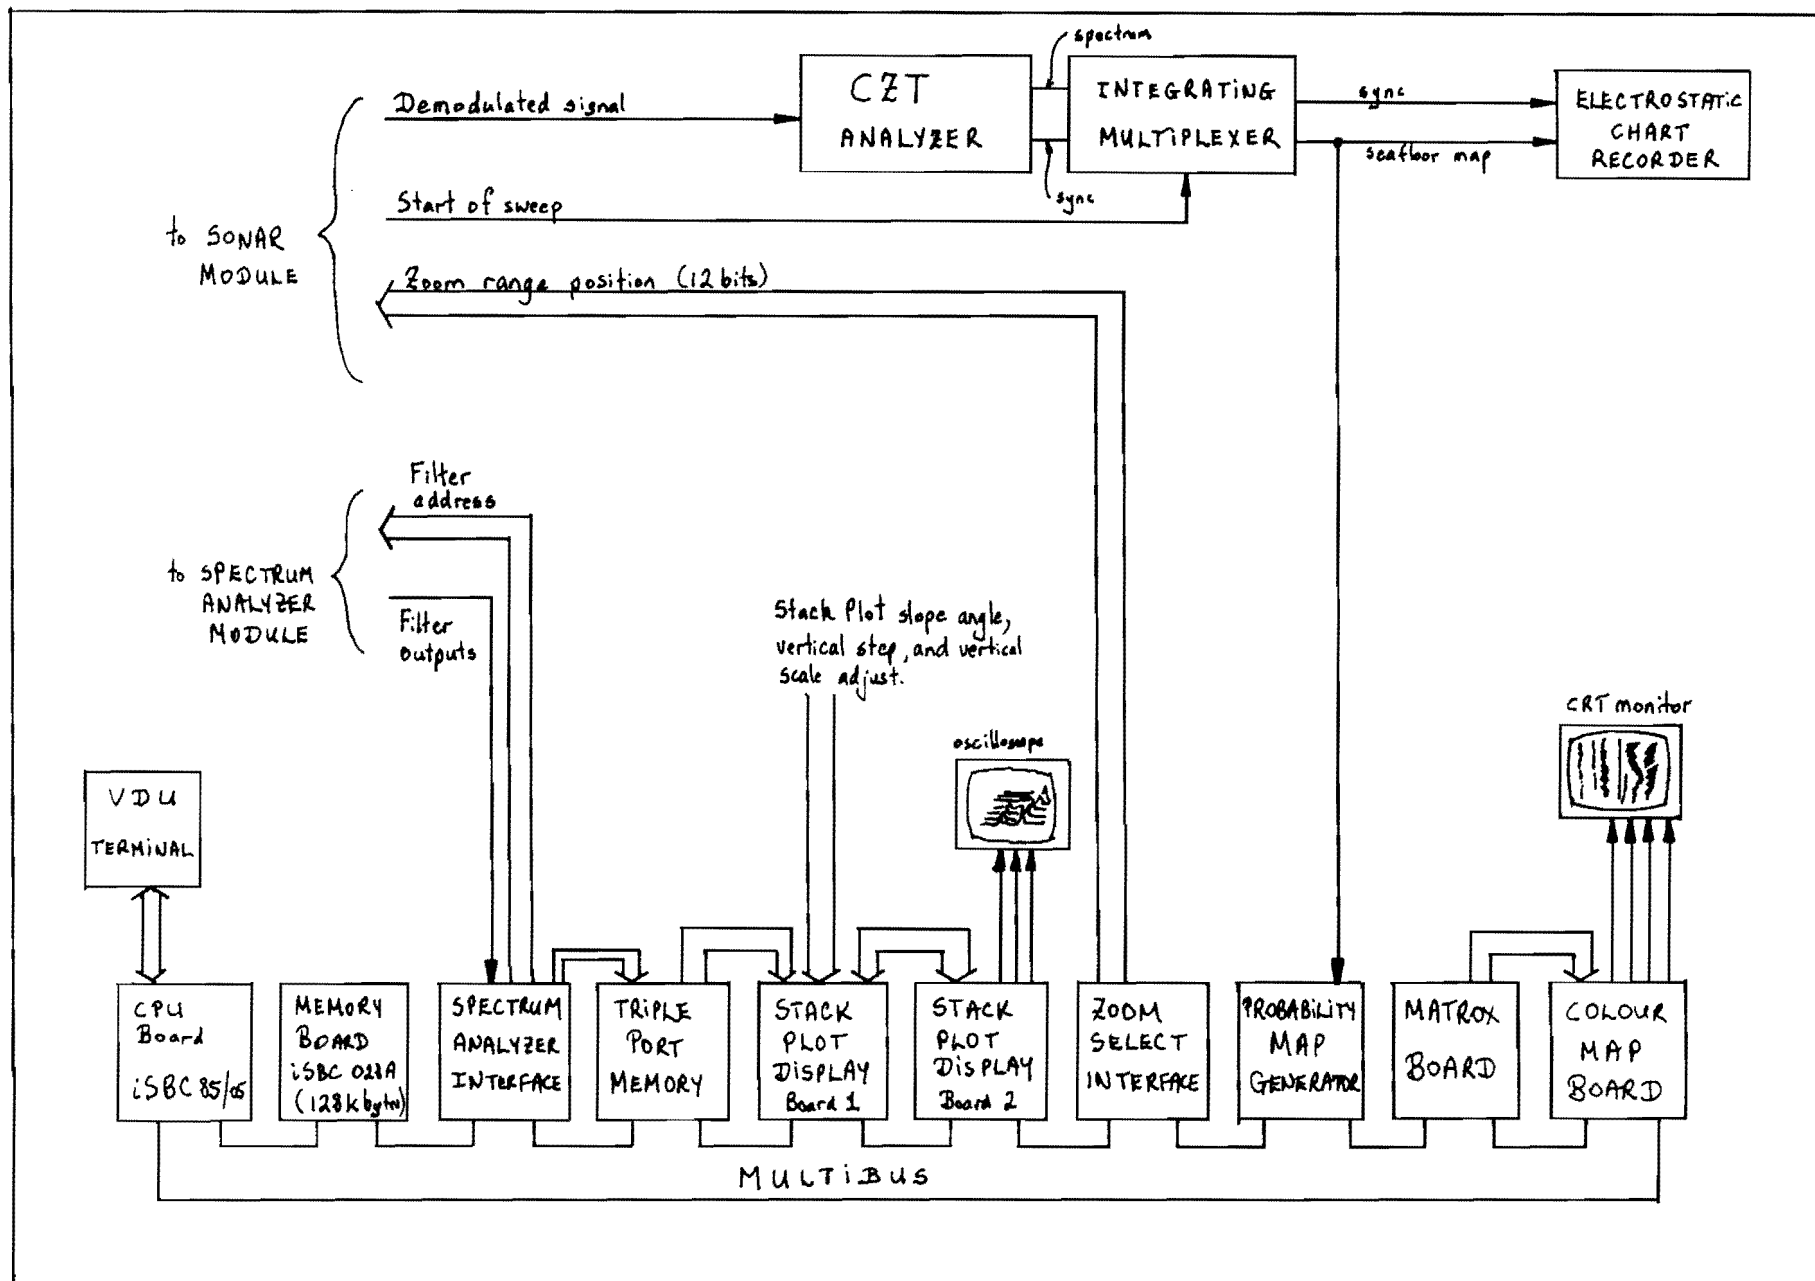 spectrum
CZT
ANALYZER
INTEGRATING
MULTIPLEXER
sync
ELECTROSTATIC
CHART
RECORDER
seafloor map
Demodulated signal
sync
Start of sweep
to SONAR
MODULE
Zoom range position (12 bits)
Filter
address
to SPECTRUM
ANALYZER
MODULE
Filter
outputs
Stack Plot slope angle,
vertical step, and vertical
scale adjust.
CRT monitor
oscilloscope
VDU
TERMINAL
CPU
Board
iSBC 85/05
MEMORY
BOARD
iSBC 028A
(128k bytes)
SPECTRUM
ANALYZER
INTERFACE
TRIPLE
PORT
MEMORY
STACK
PLOT
DISPLAY
Board 1
STACK
PLOT
DISPLAY
Board 2
ZOOM
SELECT
INTERFACE
PROBABILITY
MAP
GENERATOR
MATROX
BOARD
COLOUR
MAP
BOARD
MULTIBUS